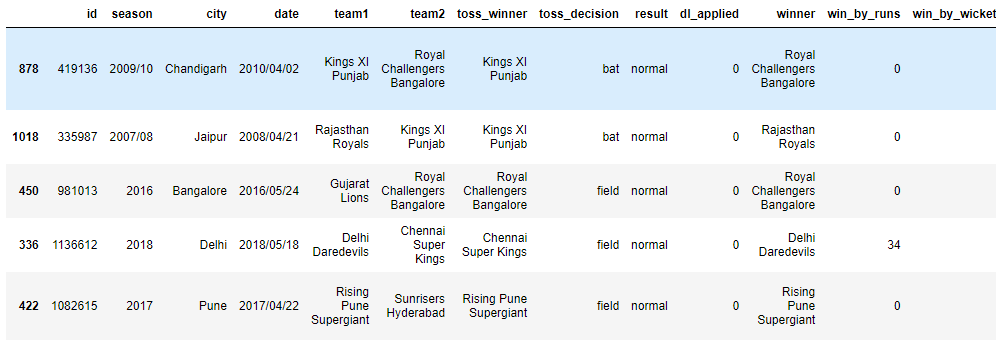 id season city date team1 team2 toss_winner toss_decision result dl_applied winner win_by_runs win_by_wicket
878 419136 2009/10 Chandigarh 2010/04/02 Kings XI Punjab Royal Challengers Bangalore Kings XI Punjab bat normal 0 Royal Challengers Bangalore 0
1018 335987 2007/08 Jaipur 2008/04/21 Rajasthan Royals Kings XI Punjab Kings XI Punjab bat normal 0 Rajasthan Royals 0
450 981013 2016 Bangalore 2016/05/24 Gujarat Lions Royal Challengers Bangalore Royal Challengers Bangalore field normal 0 Royal Challengers Bangalore 0
336 1136612 2018 Delhi 2018/05/18 Delhi Daredevils Chennai Super Kings Chennai Super Kings field normal 0 Delhi Daredevils 34
422 1082615 2017 Pune 2017/04/22 Rising Pune Supergiant Sunrisers Hyderabad Rising Pune Supergiant field normal 0 Rising Pune Supergiant 0